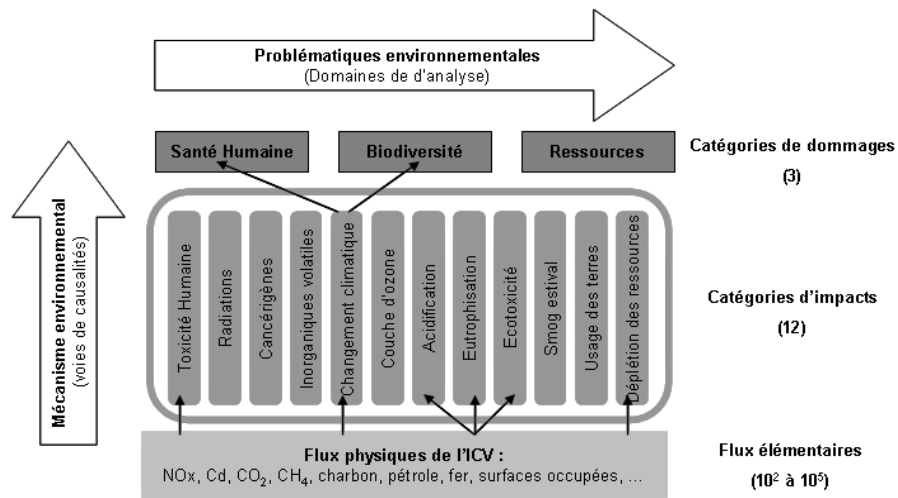 Problématiques environnementales
(Domaines de d'analyse)
Mécanisme environnemental
(voies de causalités)
Santé Humaine
Biodiversité
Ressources
Catégories de dommages
(3)
Toxicité Humaine
Radiations
Cancérigènes
Inorganiques volatiles
Changement climatique
Couche d'ozone
Acidification
Eutrophisation
Ecotoxicité
Smog estival
Usage des terres
Déplétion des ressources
Catégories d'impacts
(12)
Flux physiques de l'ICV :
NOx, Cd, CO₂, CH₄, charbon, pétrole, fer, surfaces occupées, ...
Flux élémentaires
(10² à 10⁵)